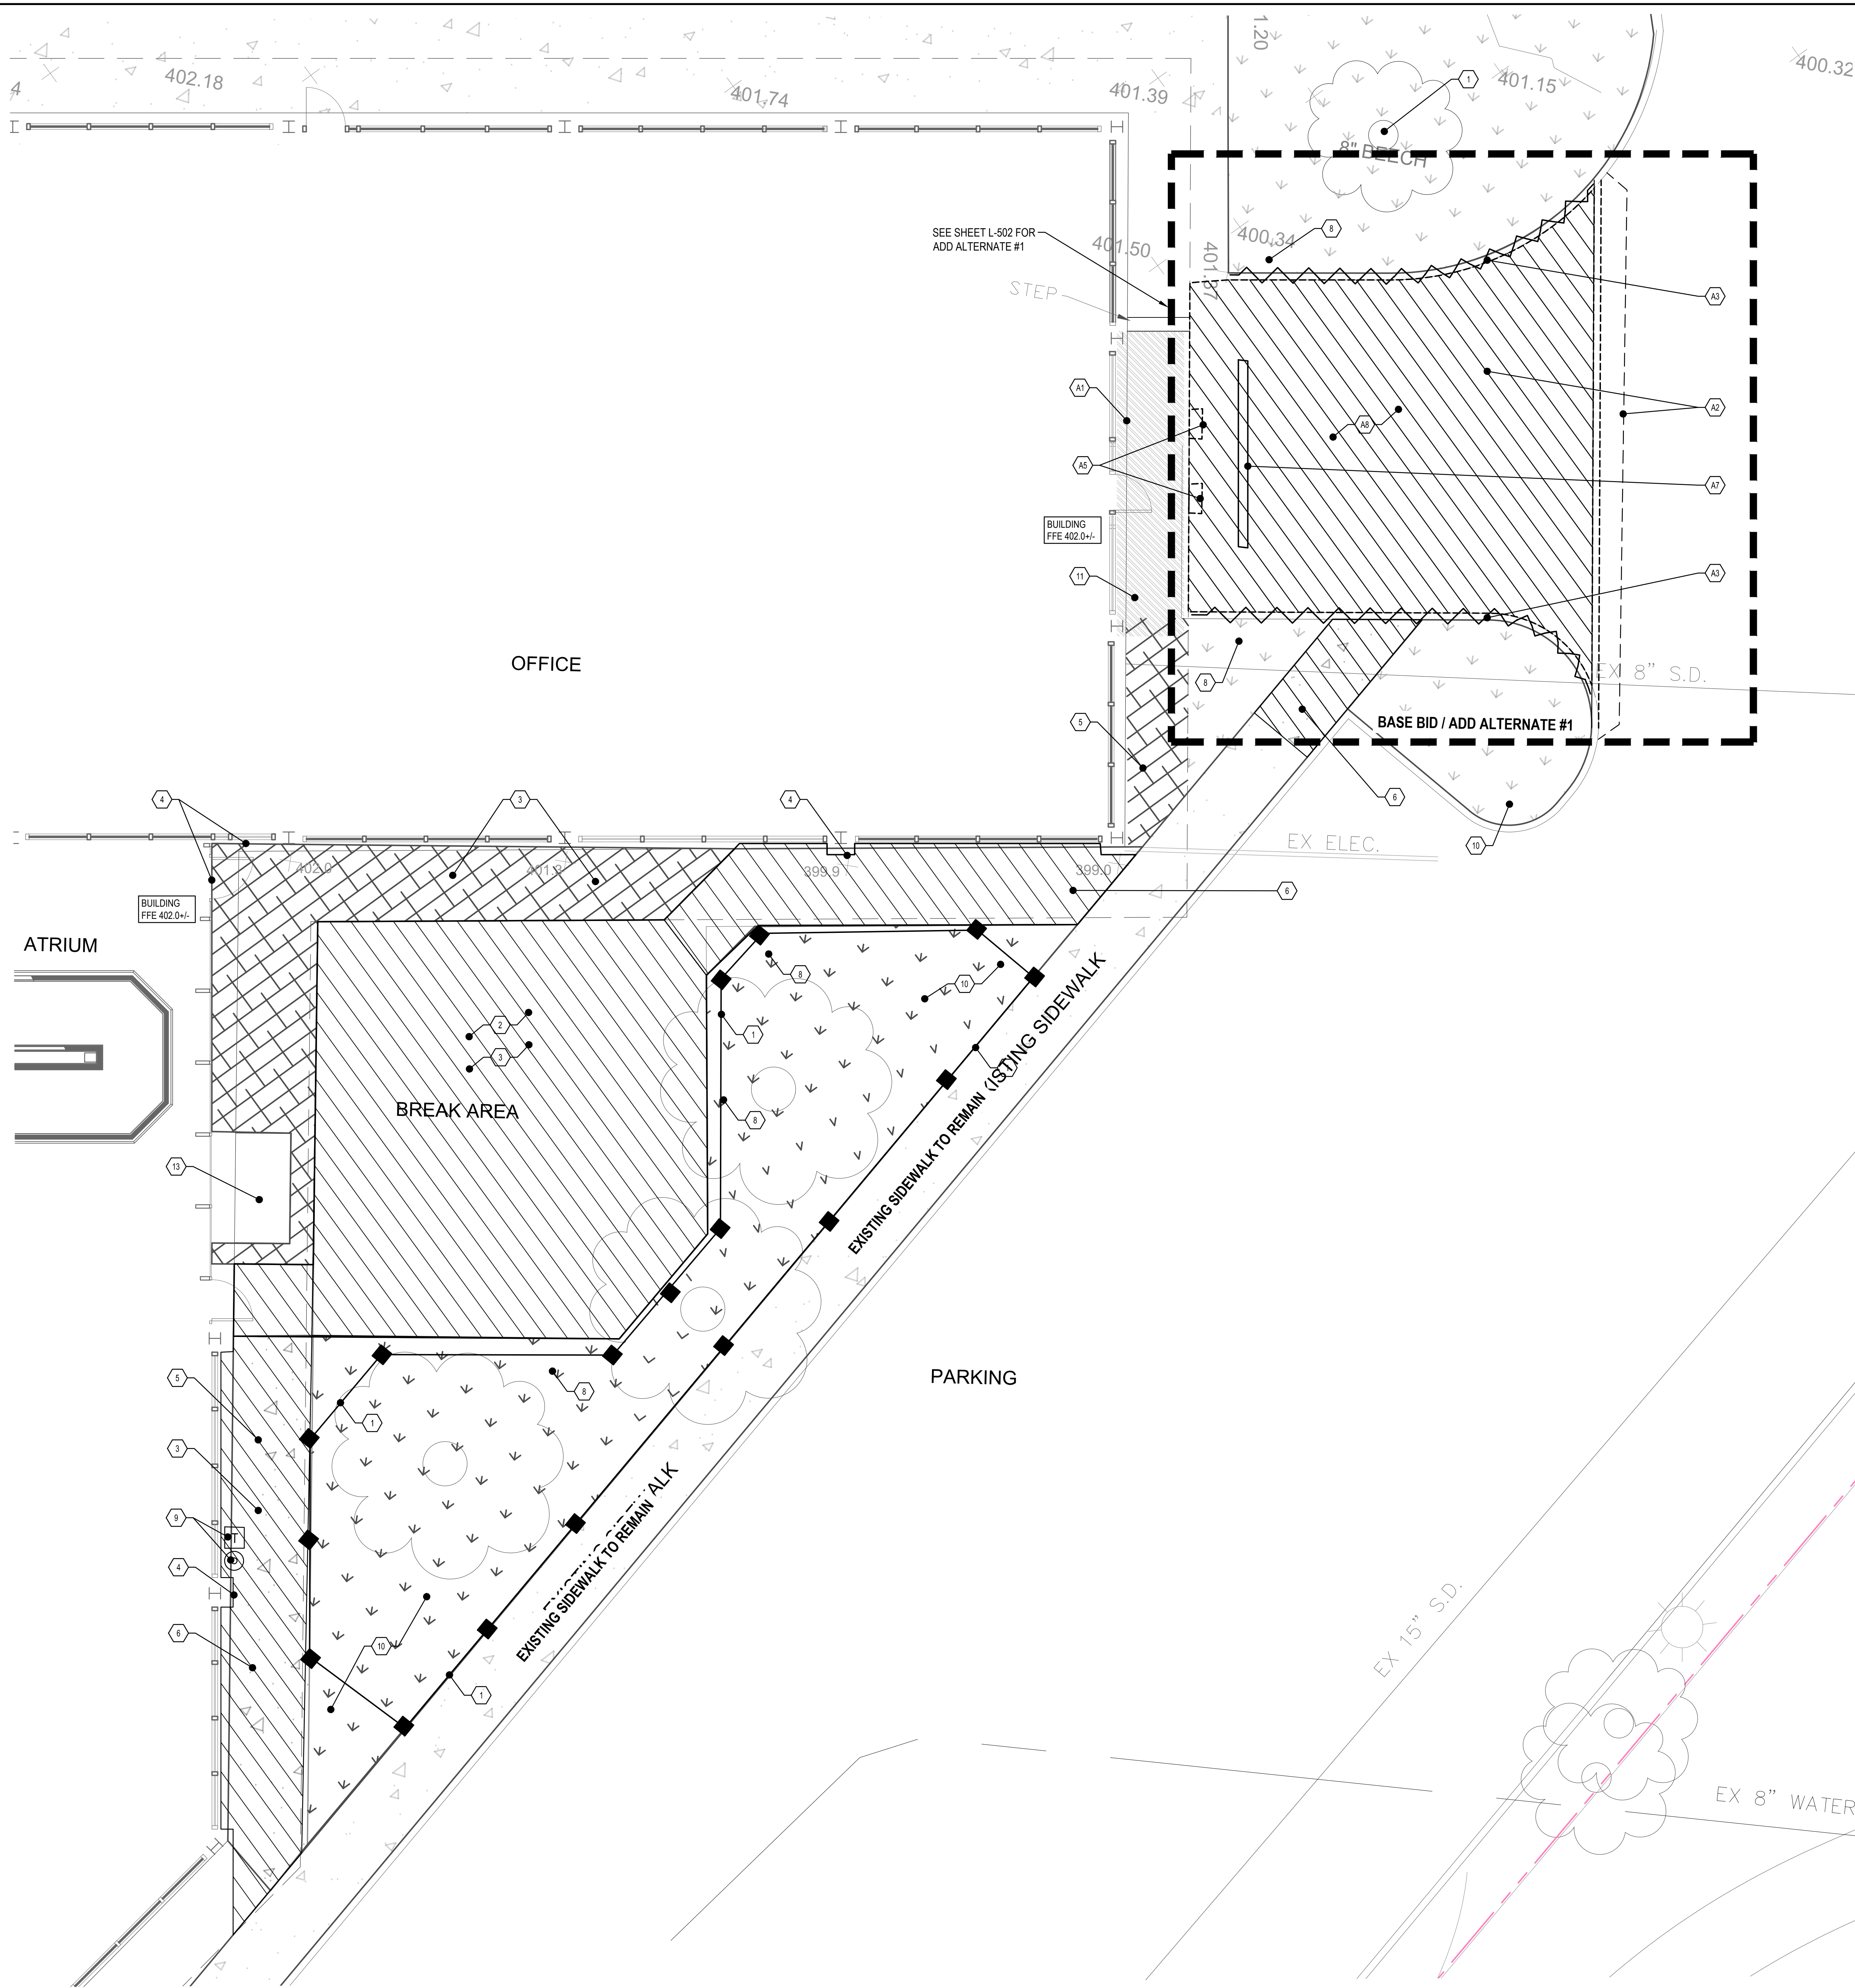 1.20
402.18
401.74
401.39
401.15
400.32
4
1
8" BEECH
SEE SHEET L-502 FOR
ADD ALTERNATE #1
401.50
401.37
400.34
8
STEP
A3
A1
A2
A8
A5
A7
BUILDING
FFE 402.0+/-
11
A3
OFFICE
8
EX 8" S.D.
5
BASE BID / ADD ALTERNATE #1
6
4
3
4
EX ELEC.
10
402.0
399.9
399.0
6
BUILDING
FFE 402.0+/-
ATRIUM
8
10
2
1
3
BREAK AREA
8
EXISTING SIDEWALK TO REMAIN
ISTING SIDEWALK
13
PARKING
5
8
1
3
9
T
4
EXISTING SIDEWALK TO REMAIN
ALK
6
10
1
EX 15" S.D.
EX 8" WATER